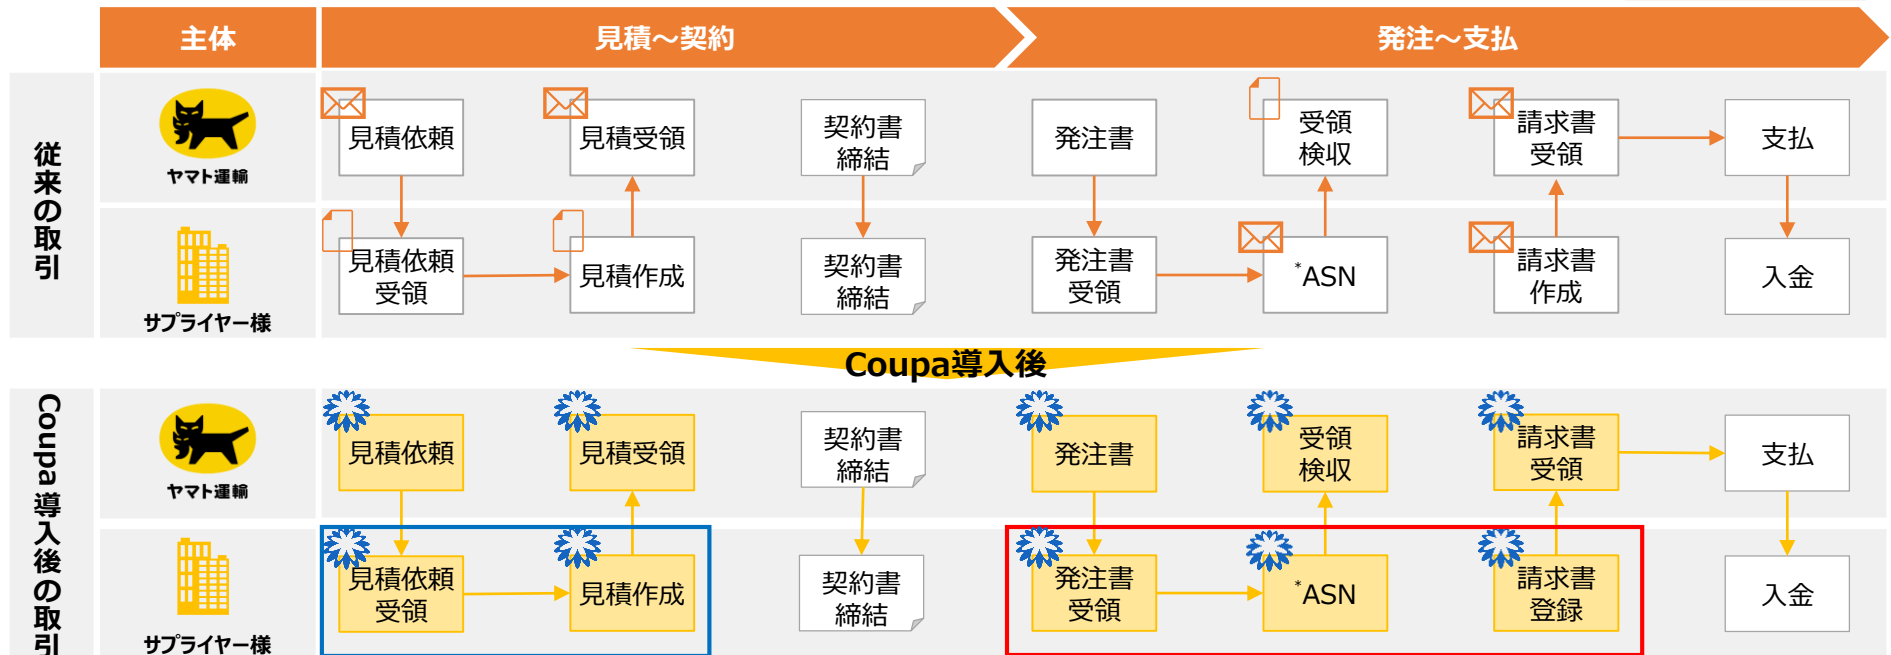 主体
見積～契約
発注～支払
従来の取引
ヤマト運輸
見積依頼
見積受領
契約書
締結
発注書
受領
検収
請求書
受領
支払
サプライヤー様
見積依頼
受領
見積作成
契約書
締結
発注書
受領
*ASN
請求書
作成
入金
Coupa導入後
Coupa導入後の取引
ヤマト運輸
見積依頼
見積受領
契約書
締結
発注書
受領
検収
請求書
受領
支払
サプライヤー様
見積依頼
受領
見積作成
契約書
締結
発注書
受領
*ASN
請求書
登録
入金